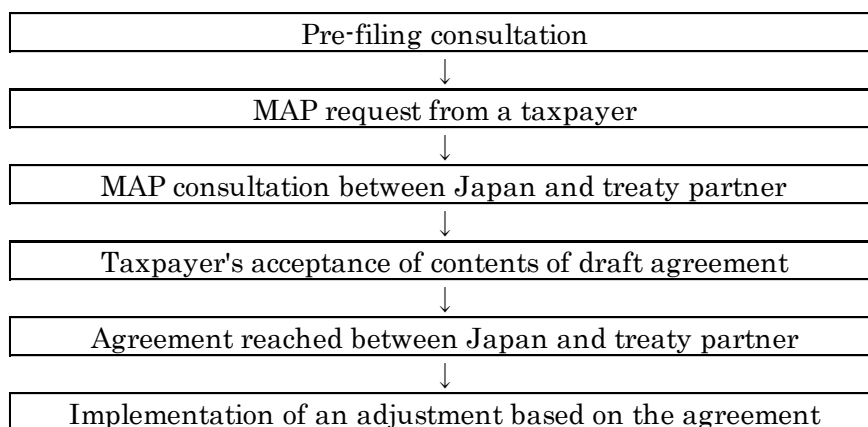 Pre-filing consultation
↓
MAP request from a taxpayer
↓
MAP consultation between Japan and treaty partner
↓
Taxpayer's acceptance of contents of draft agreement
↓
Agreement reached between Japan and treaty partner
↓
Implementation of an adjustment based on the agreement